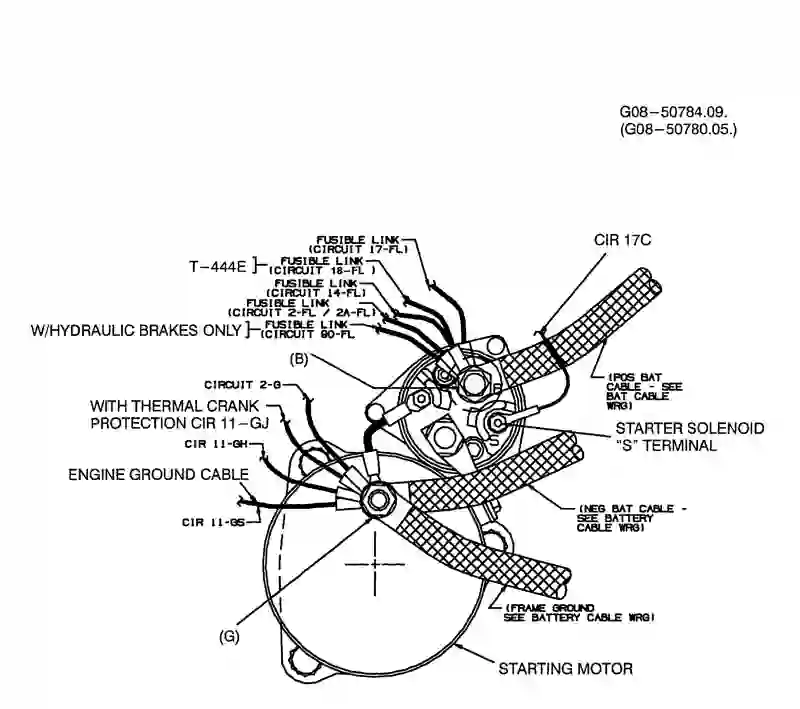 G08-50784.09.
(G08-50780.05.)
FUSIBLE LINK
(CIRCUIT 17-FL)
CIR 17C
T-444E
FUSIBLE LINK
(CIRCUIT 18-FL )
FUSIBLE LINK
(CIRCUIT 14-FL)
FUSIBLE LINK
(CIRCUIT 2-FL / 2A-FL)
W/HYDRAULIC BRAKES ONLY
FUSIBLE LINK
(CIRCUIT 90-FL
(B)
B
S
(POS BAT
CABLE - SEE
BAT CABLE
WRG)
CIRCUIT 2-G
WITH THERMAL CRANK
PROTECTION CIR 11-GJ
STARTER SOLENOID
"S" TERMINAL
CIR 11-GH
ENGINE GROUND CABLE
CIR 11-GS
(NEG BAT CABLE -
SEE BATTERY
CABLE WRG)
(FRAME GROUND
SEE BATTERY CABLE WRG)
(G)
STARTING MOTOR